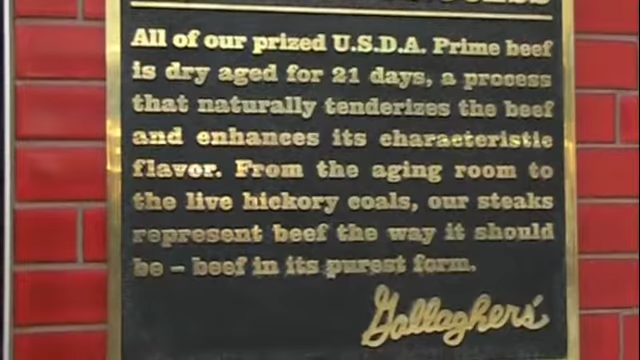 All of our prized U.S.D.A. Prime beef
is dry aged for 21 days, a process
that naturally tenderizes the beef
and enhances its characteristic
flavor. From the aging room to
the live hickory coals, our steaks
represent beef the way it should
be – beef in its purest form.
Gallaghers'